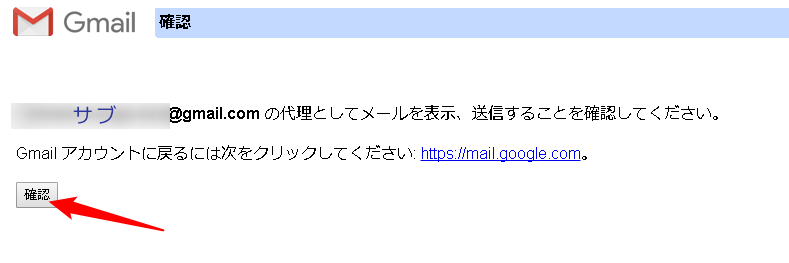 Gmail 確認
サブ@gmail.com の代理としてメールを表示、送信することを確認してください。
Gmail アカウントに戻るには次をクリックしてください: https://mail.google.com。
確認